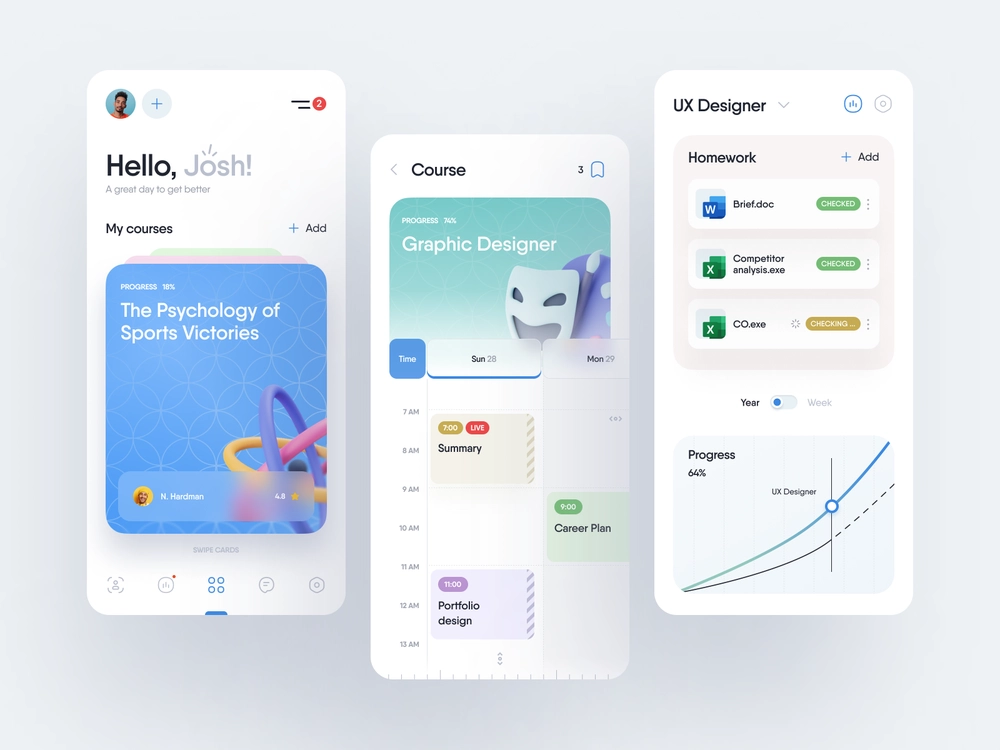 2
Hello, Josh!
A great day to get better
My courses
+ Add
PROGRESS 18%
The Psychology of
Sports Victories
N. Hardman
4.8
SWIPE CARDS
Course
3
PROGRESS 74%
Graphic Designer
Time
Sun 28
Mon 29
7 AM
7:00 LIVE
Summary
8 AM
9 AM
9:00
Career Plan
10 AM
11 AM
11:00
Portfolio
design
12 AM
13 AM
UX Designer
Homework
+ Add
W
Brief.doc
CHECKED
X
Competitor
analysis.exe
CHECKED
X
CO.exe
CHECKING ...
Year
Week
Progress
64%
UX Designer